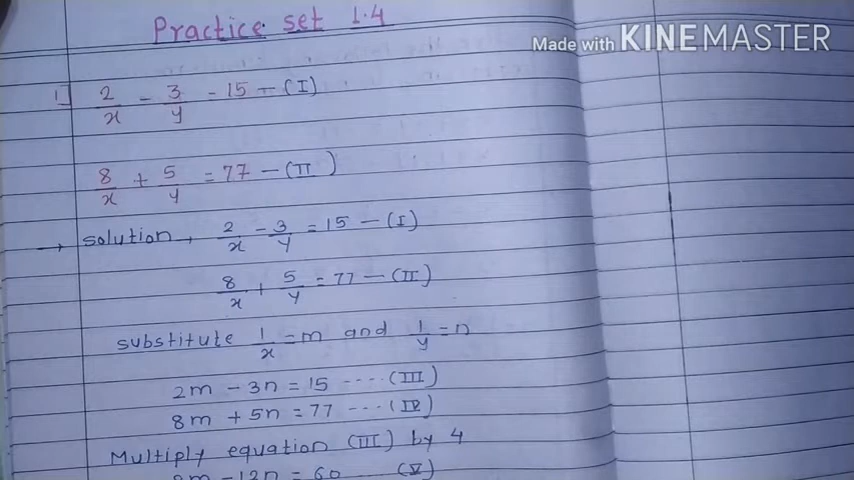 Practice set 1.4
Made with KINEMASTER
1] 2/x - 3/y = 15 - (I)
8/x + 5/y = 77 - (II)
→ solution → 2/x - 3/y = 15 - (I)
8/x + 5/y = 77 - (II)
substitute 1/x = m and 1/y = n
2m - 3n = 15 ---- (III)
8m + 5n = 77 --- (IV)
Multiply equation (III) by 4
8m - 12n = 60 (V)